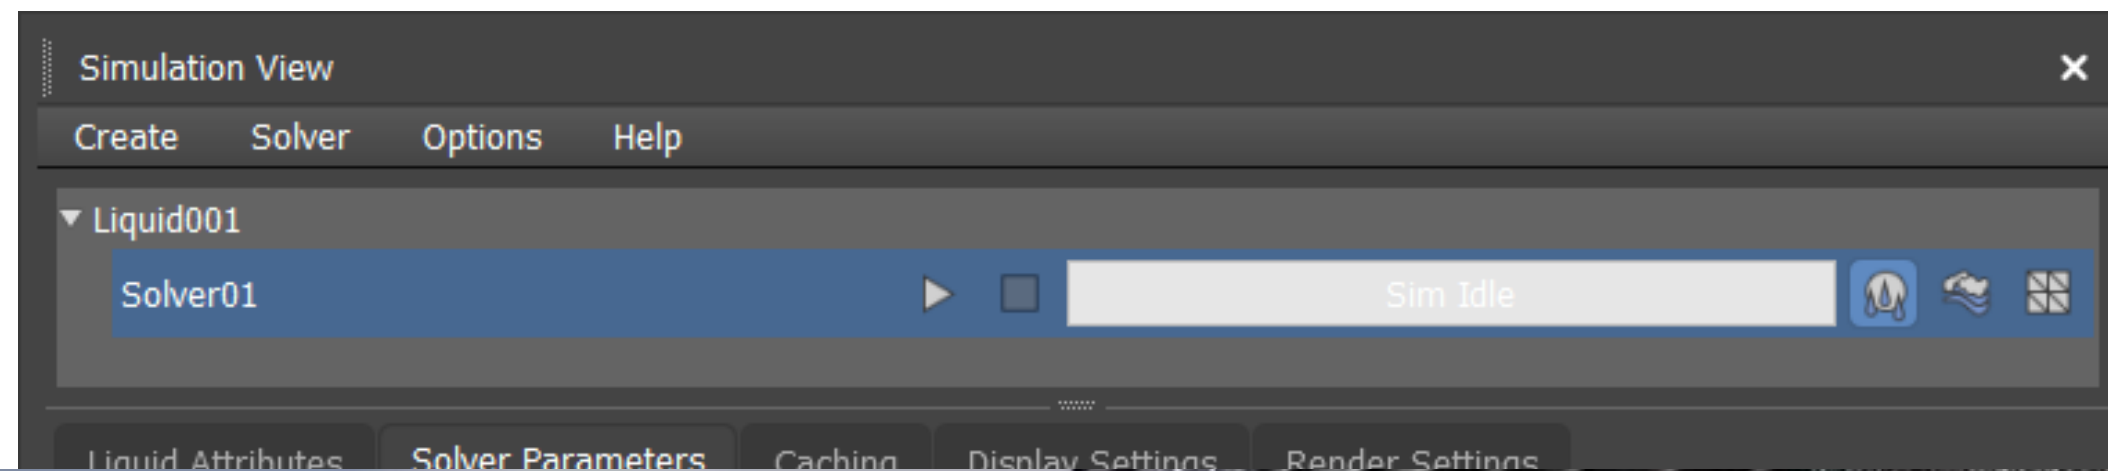 Simulation View
Create Solver Options Help
Liquid001
Solver01 Sim Idle
Liquid Attributes Solver Parameters Caching Display Settings Render Settings